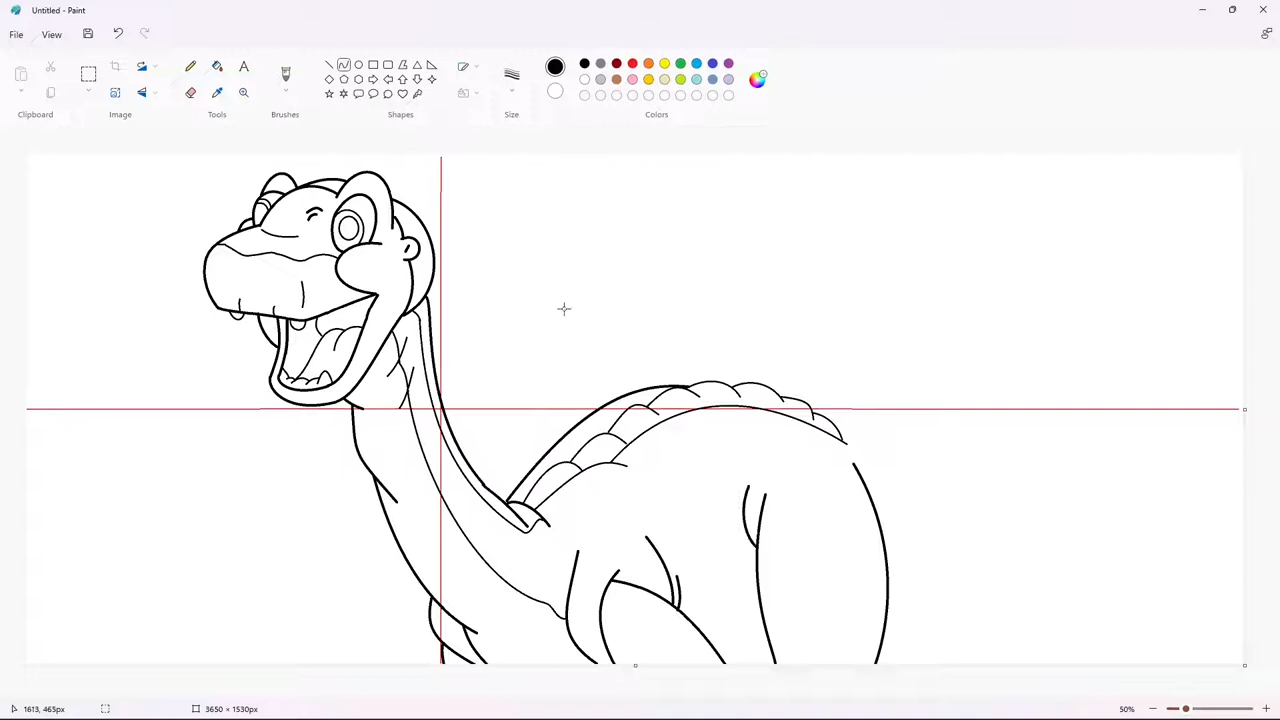 Untitled - Paint
File View
Clipboard Image Tools Brushes Shapes Size Colors
1613, 465px 3650 × 1530px 50%